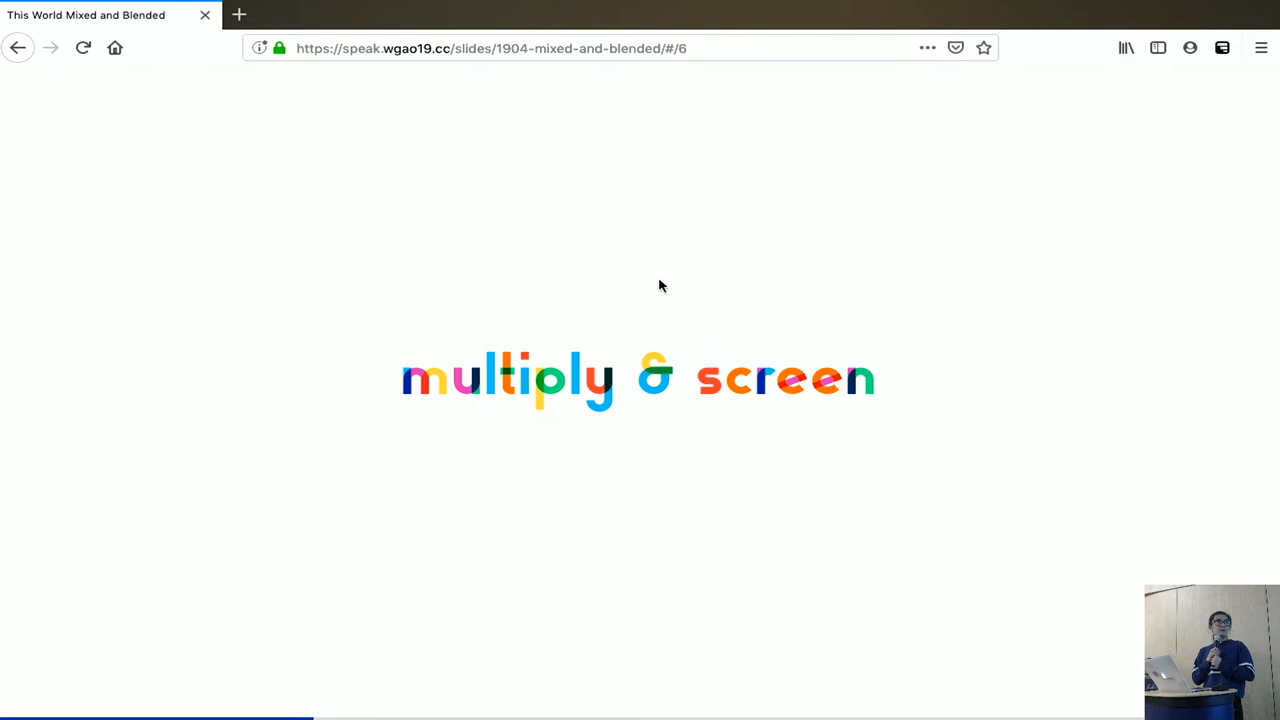 This World Mixed and Blended
https://speak.wgao19.cc/slides/1904-mixed-and-blended/#/6
multiply & screen